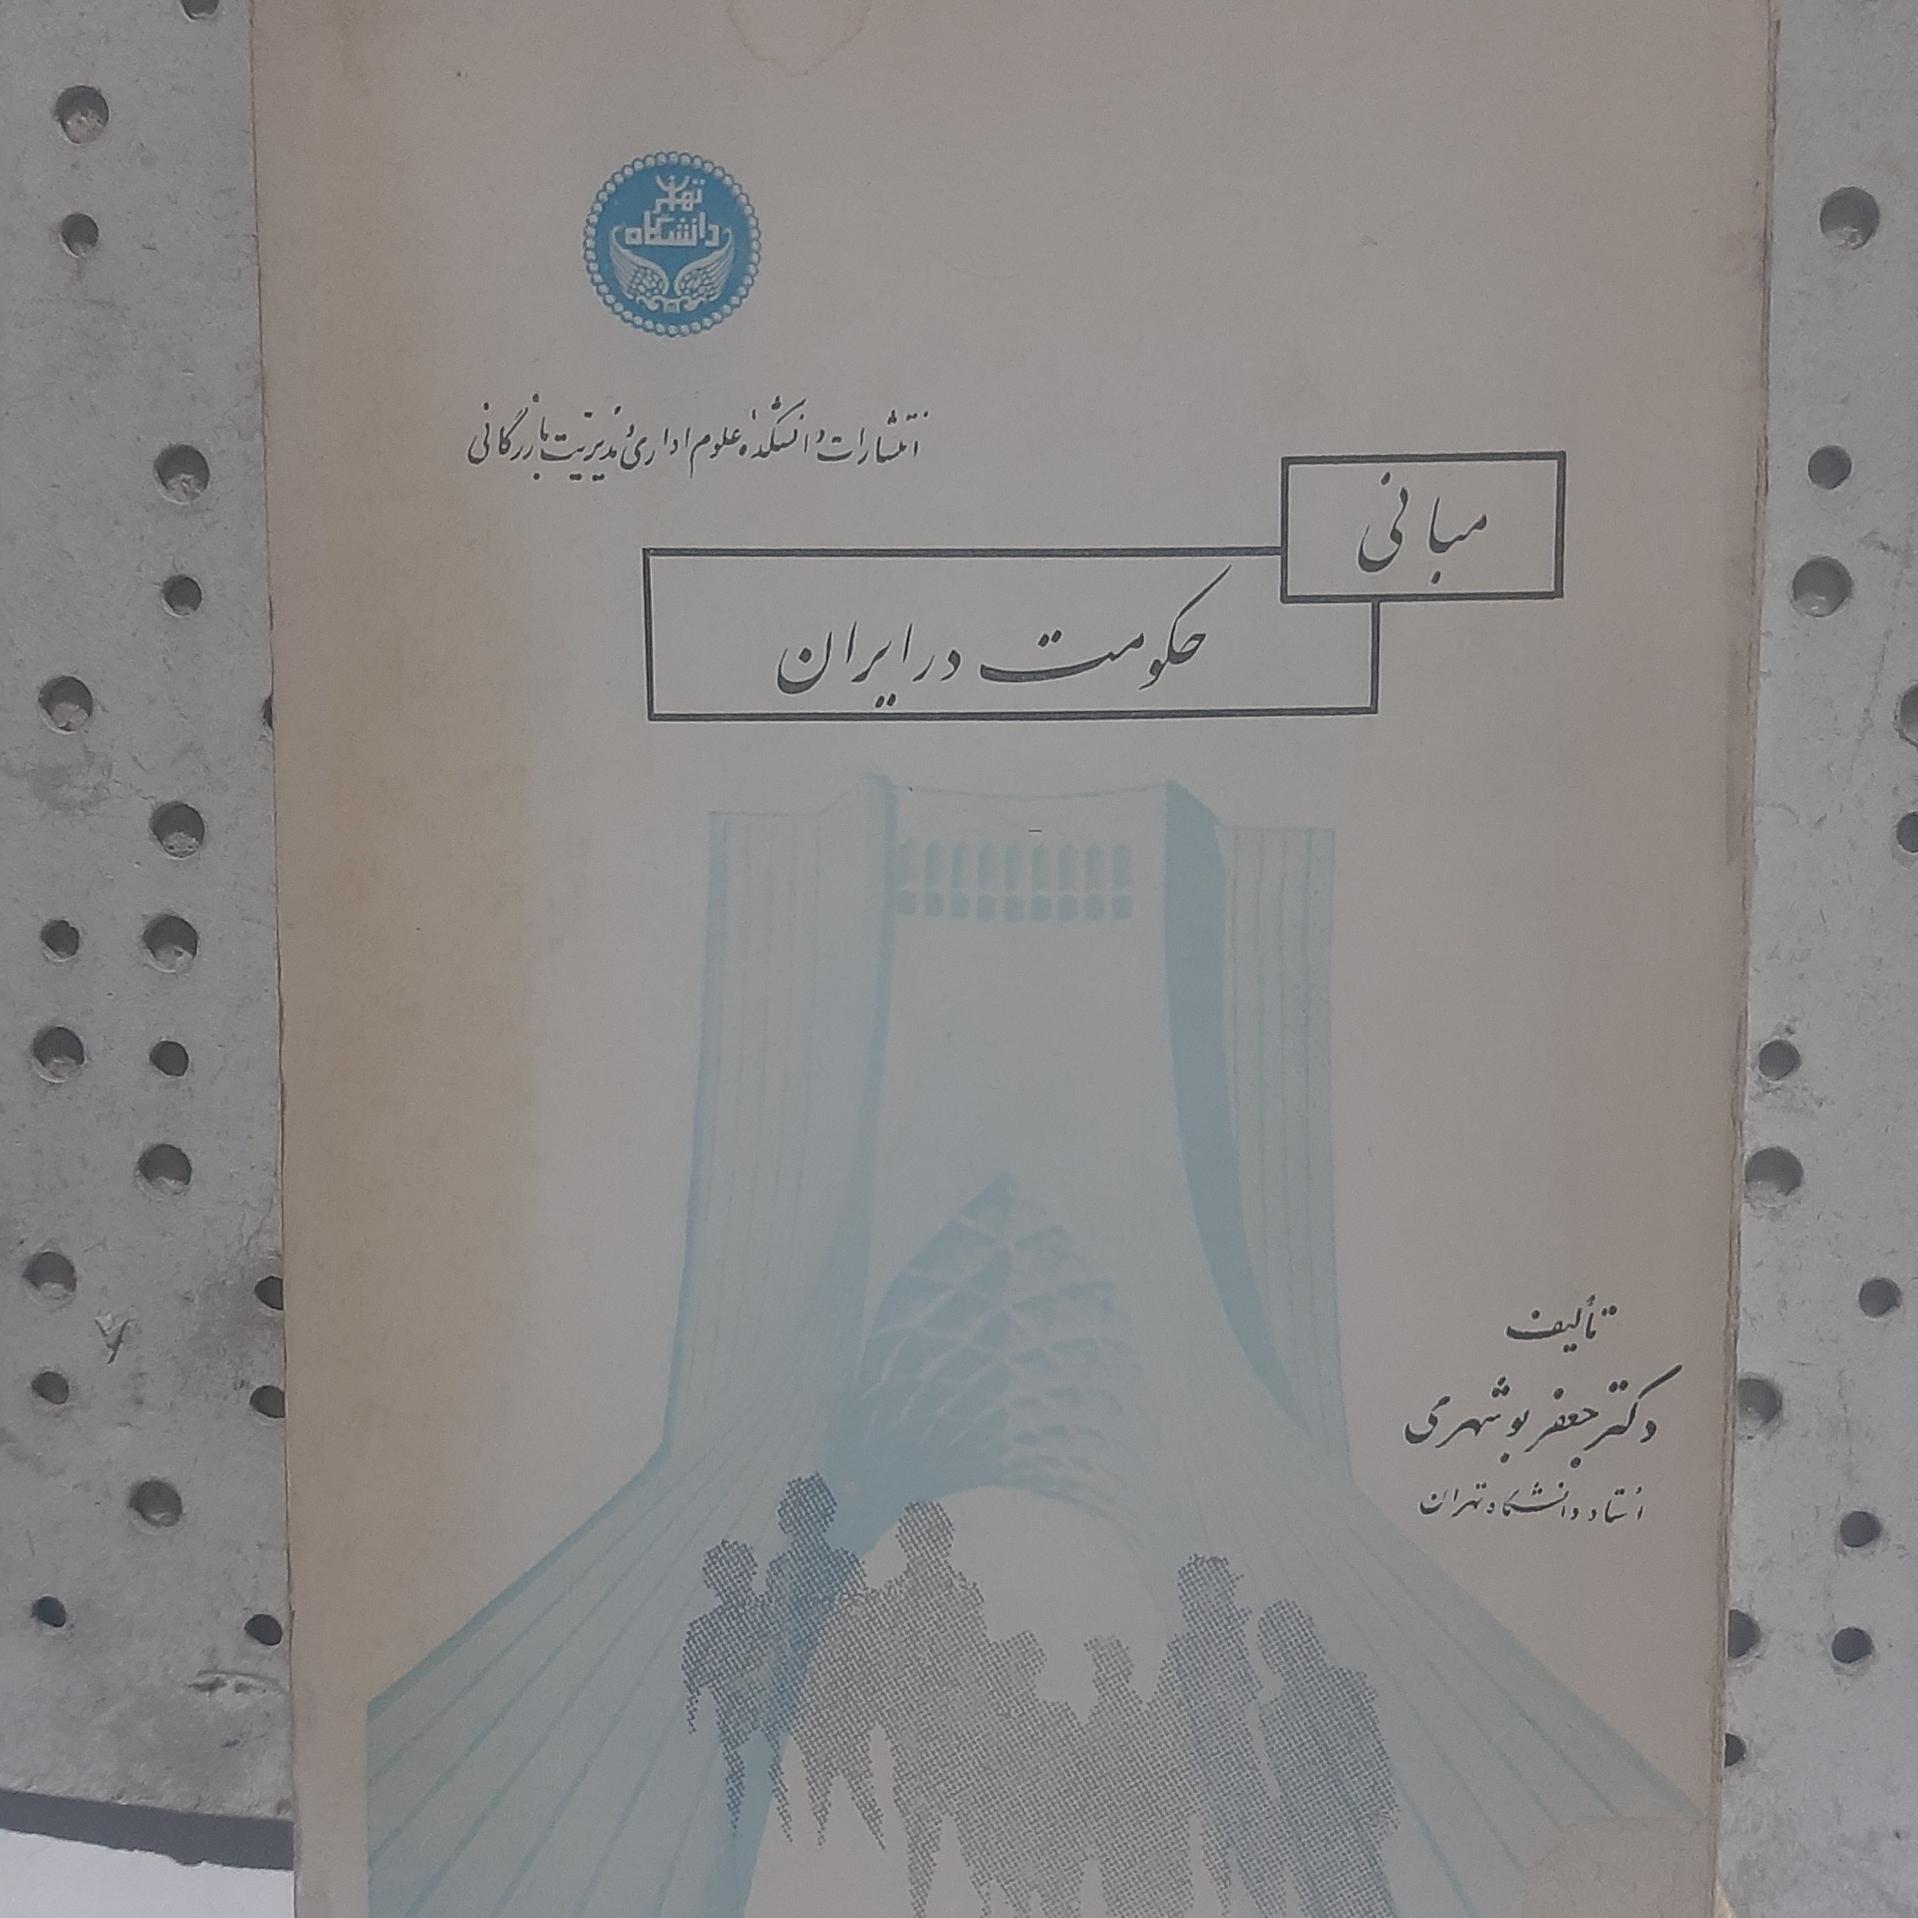 دانشگاه تهران
انتشارات دانشکدهٔ علوم اداری و مدیریت بازرگانی
مبانی
حکومت در ایران
تألیف
دکتر جعفر بوشهری
استاد دانشگاه تهران